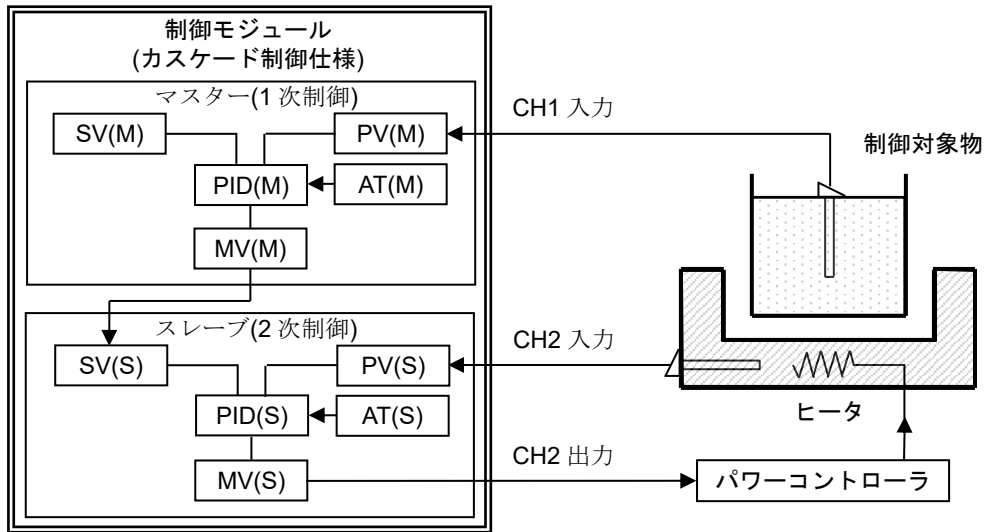 制御モジュール
(カスケード制御仕様)
マスター(1 次制御)
SV(M)
PV(M)
PID(M)
AT(M)
MV(M)
CH1 入力
制御対象物
スレーブ(2 次制御)
SV(S)
PV(S)
PID(S)
AT(S)
MV(S)
CH2 入力
ヒータ
CH2 出力
パワーコントローラ